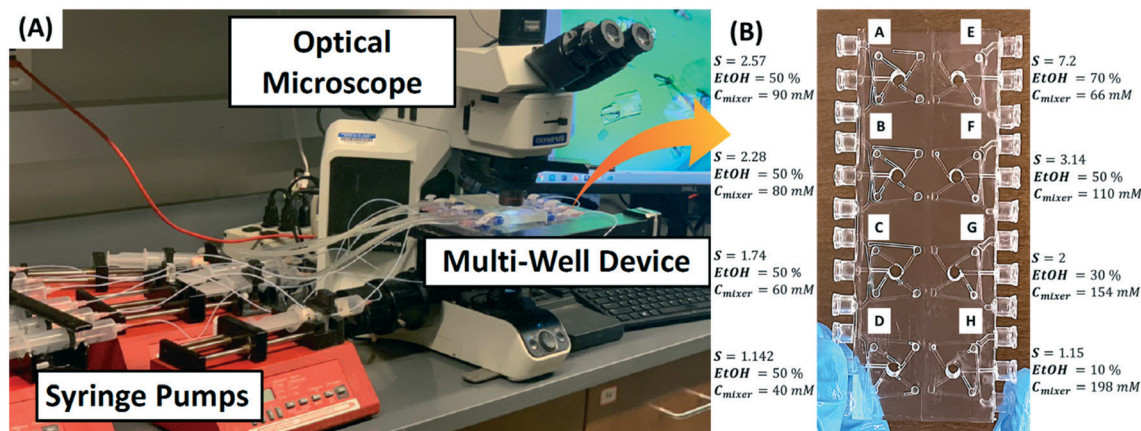 (A)
Optical
Microscope
Multi-Well Device
Syringe Pumps
OLYMPUS
DELL
(B)
A
E
B
F
C
G
D
H
S = 2.57
EtOH = 50 %
C_mixer = 90 mM
S = 2.28
EtOH = 50 %
C_mixer = 80 mM
S = 1.74
EtOH = 50 %
C_mixer = 60 mM
S = 1.142
EtOH = 50 %
C_mixer = 40 mM
S = 7.2
EtOH = 70 %
C_mixer = 66 mM
S = 3.14
EtOH = 50 %
C_mixer = 110 mM
S = 2
EtOH = 30 %
C_mixer = 154 mM
S = 1.15
EtOH = 10 %
C_mixer = 198 mM